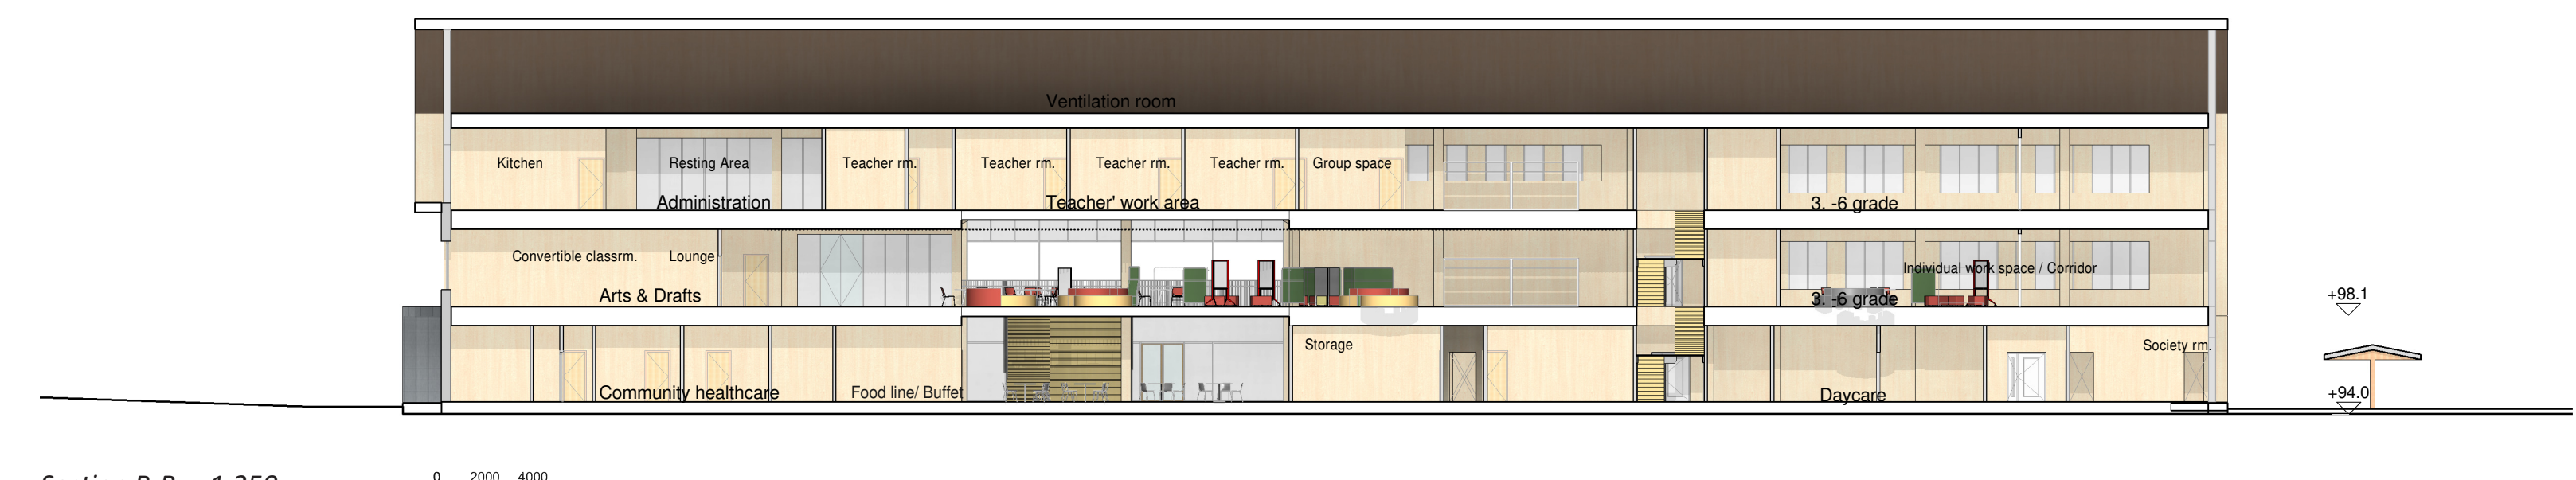 Ventilation room
Kitchen
Resting Area
Teacher rm.
Teacher rm.
Teacher rm.
Teacher rm.
Group space
Administration
Teacher' work area
3. -6 grade
Convertible classrm.
Lounge
Individual work space / Corridor
Arts & Drafts
3. -6 grade
+98.1
Storage
Society rm.
Community healthcare
Food line/ Buffet
Daycare
+94.0
0 2000 4000